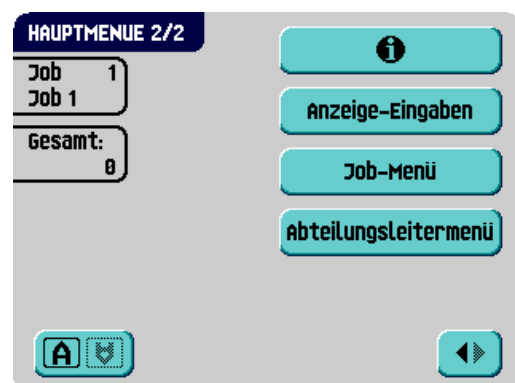 HAUPTMENUE 2/2
Job 1
Job 1
Gesamt:
0
i
Anzeige-Eingaben
Job-Menü
Abteilungsleitermenü
A